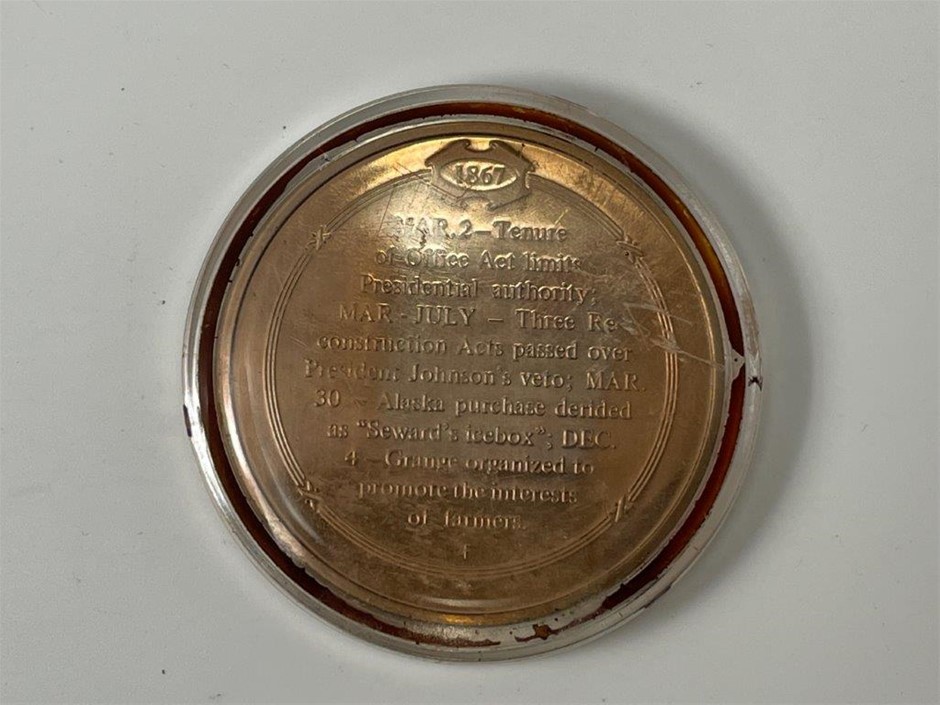 1867
MAR. 2 – Tenure
of Office Act limits
Presidential authority;
MAR - JULY – Three Re-
construction Acts passed over
President Johnson's veto; MAR.
30 – Alaska purchase derided
as "Seward's icebox"; DEC.
4 – Grange organized to
promote the interests
of farmers.